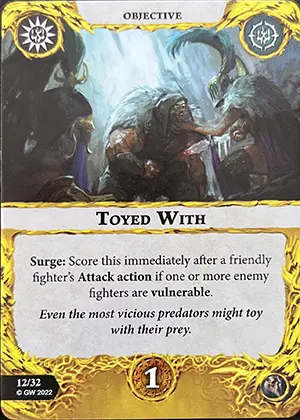 OBJECTIVE
TOYED WITH
Surge: Score this immediately after a friendly
fighter's Attack action if one or more enemy
fighters are vulnerable.
Even the most vicious predators might toy
with their prey.
12/32
© GW 2022
1